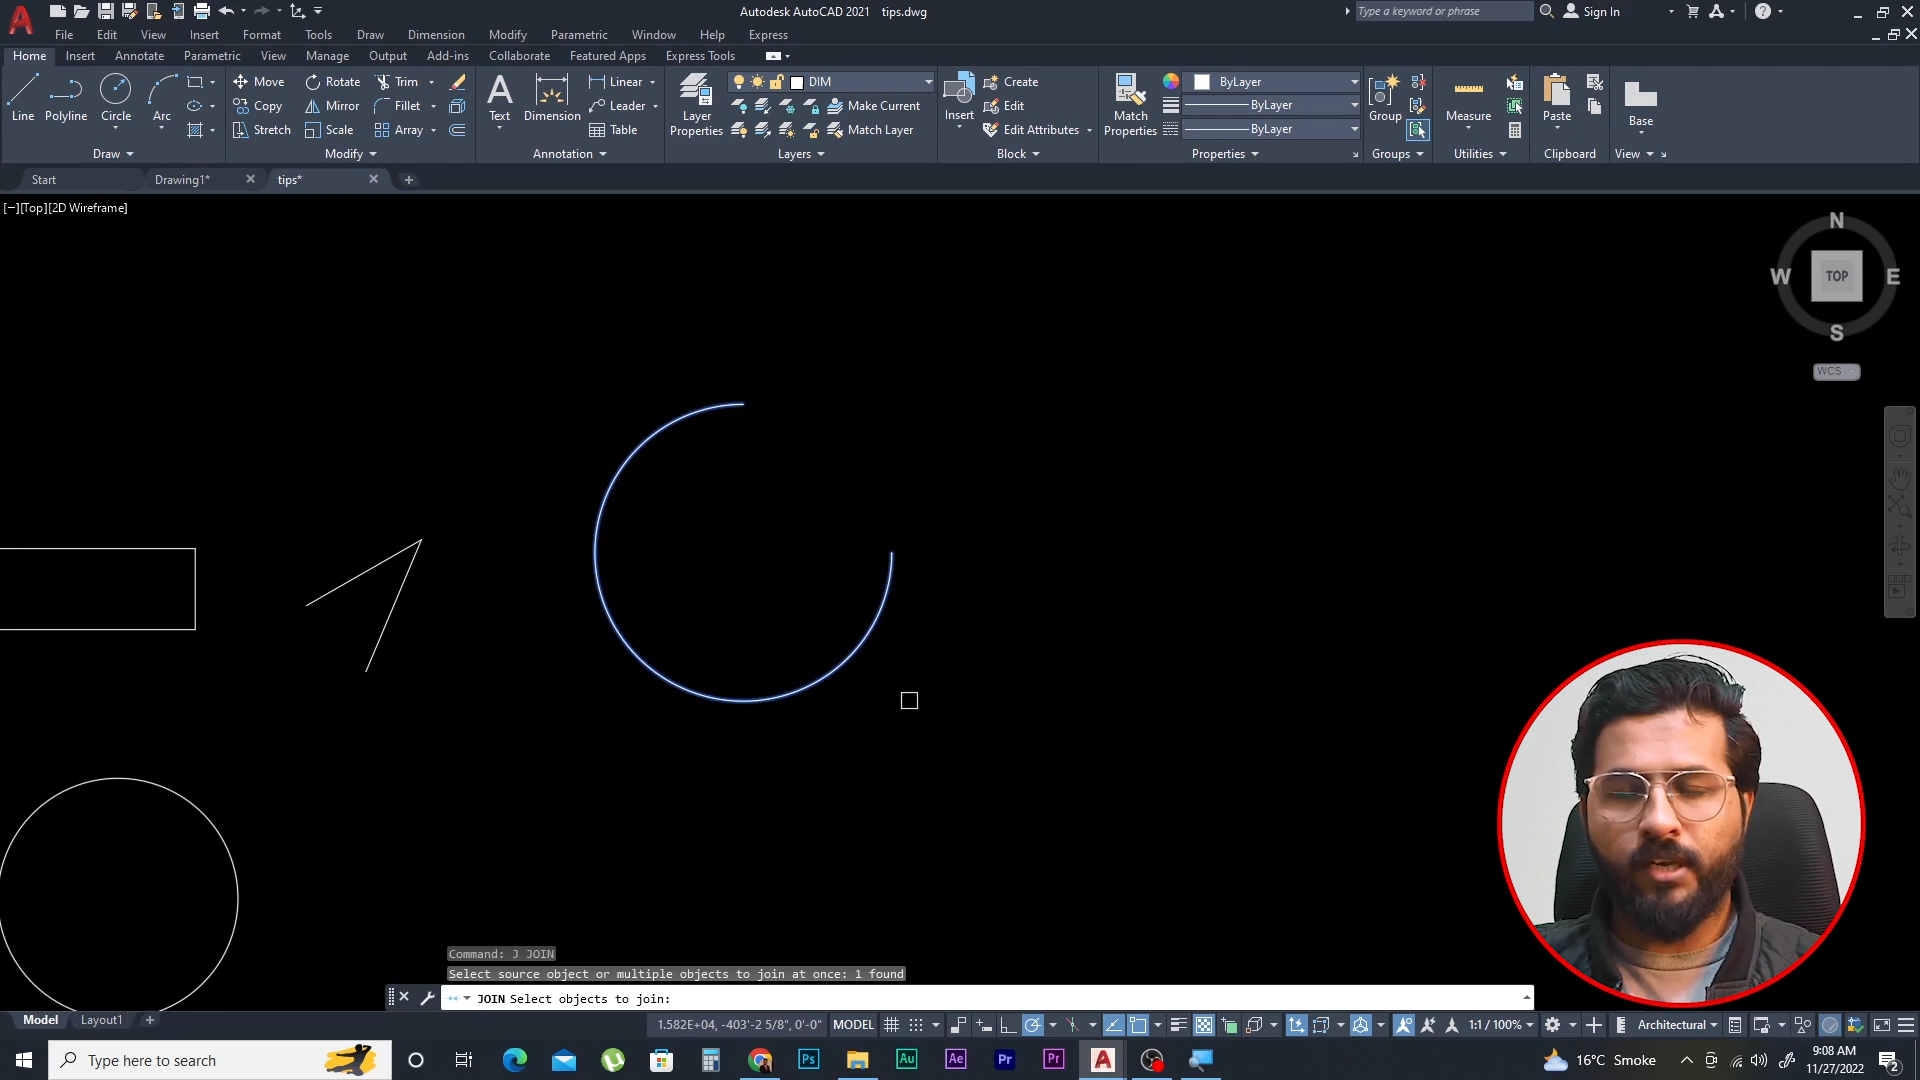 Autodesk AutoCAD 2021 tips.dwg
Type a keyword or phrase
Sign In
File Edit View Insert Format Tools Draw Dimension Modify Parametric Window Help Express
Home Insert Annotate Parametric View Manage Output Add-ins Collaborate Featured Apps Express Tools
Line Polyline Circle Arc
Move Rotate Trim
Copy Mirror Fillet
Stretch Scale Array
Text Dimension
Linear
Leader
Table
Layer Properties
DIM
Make Current
Match Layer
Insert
Create
Edit
Edit Attributes
Match Properties
ByLayer
ByLayer
ByLayer
Group
Measure
Paste
Base
Draw Modify Annotation Layers Block Properties Groups Utilities Clipboard View
Start Drawing1* tips*
[−][Top][2D Wireframe]
N
W TOP E
S
WCS
Command: J JOIN
Select source object or multiple objects to join at once: 1 found
JOIN Select objects to join:
Model Layout1
1.582E+04, -403'-2 5/8", 0'-0" MODEL
1:1 / 100%
Architectural
Type here to search
Ps Au Ae Pr Pr A
16°C Smoke
9:08 AM
11/27/2022
2